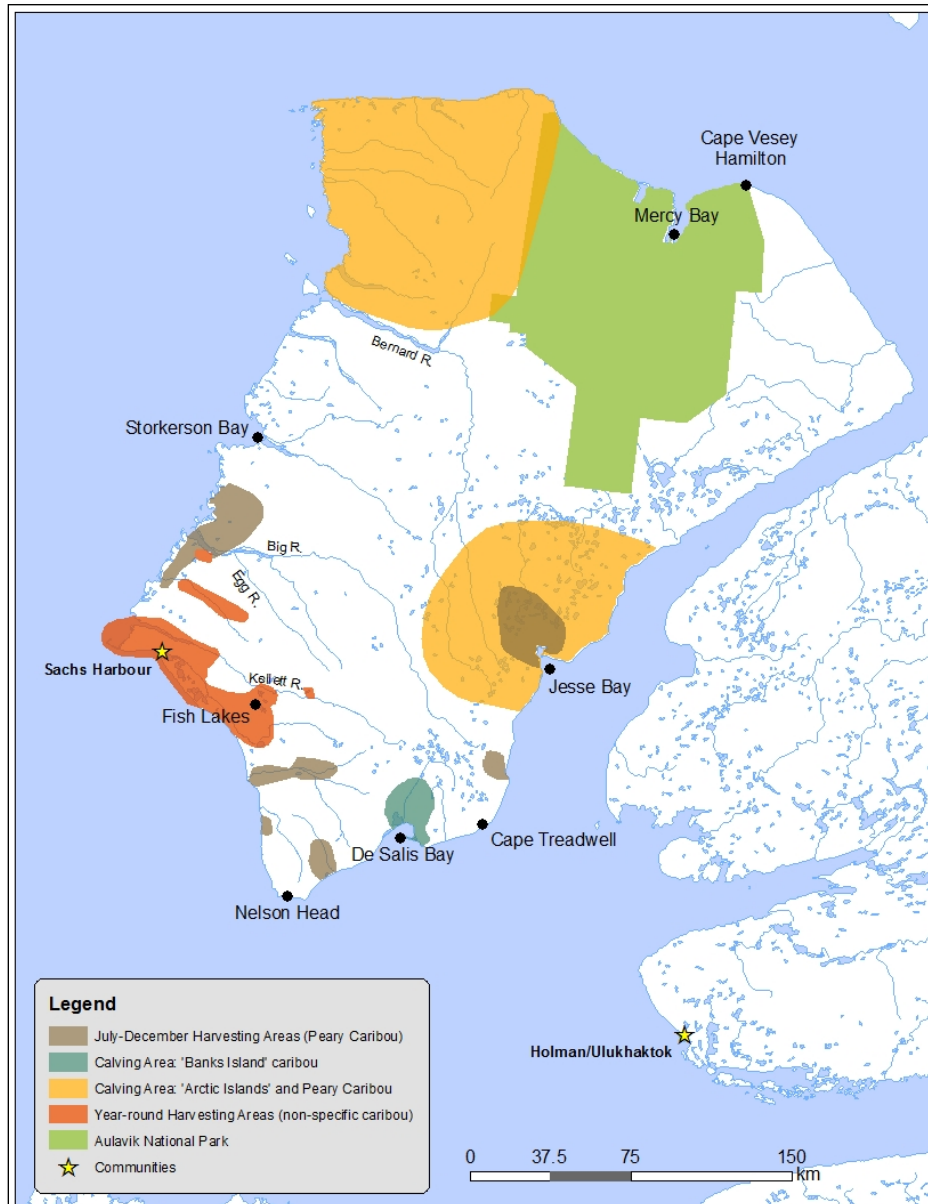 Cape Vesey
Hamilton
Mercy Bay
Bernard R.
Storkerson Bay
Big R.
Egg R.
Sachs Harbour
Kellett R.
Fish Lakes
Jesse Bay
De Salis Bay
Cape Treadwell
Nelson Head
Holman/Ulukhaktok
Legend
July-December Harvesting Areas (Peary Caribou)
Calving Area: 'Banks Island' caribou
Calving Area: 'Arctic Islands' and Peary Caribou
Year-round Harvesting Areas (non-specific caribou)
Aulavik National Park
Communities
0 37.5 75 150
km